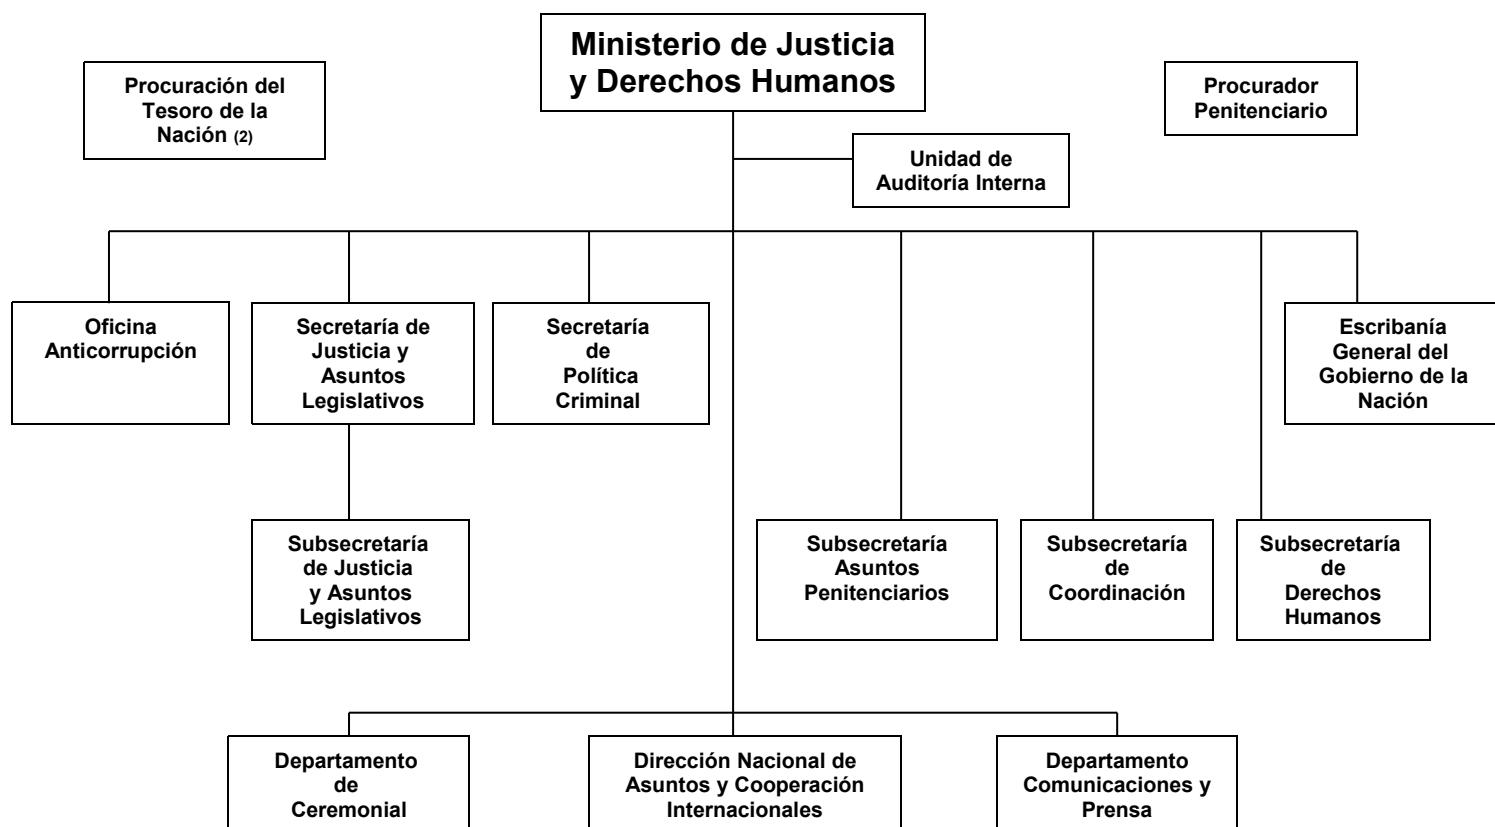 Ministerio de Justicia
y Derechos Humanos
Procuración del
Tesoro de la
Nación (2)
Procurador
Penitenciario
Unidad de
Auditoría Interna
Oficina
Anticorrupción
Secretaría de
Justicia y
Asuntos
Legislativos
Secretaría
de
Política
Criminal
Escribanía
General del
Gobierno de la
Nación
Subsecretaría
de Justicia
y Asuntos
Legislativos
Subsecretaría
Asuntos
Penitenciarios
Subsecretaría
de
Coordinación
Subsecretaría
de
Derechos
Humanos
Departamento
de
Ceremonial
Dirección Nacional de
Asuntos y Cooperación
Internacionales
Departamento
Comunicaciones y
Prensa